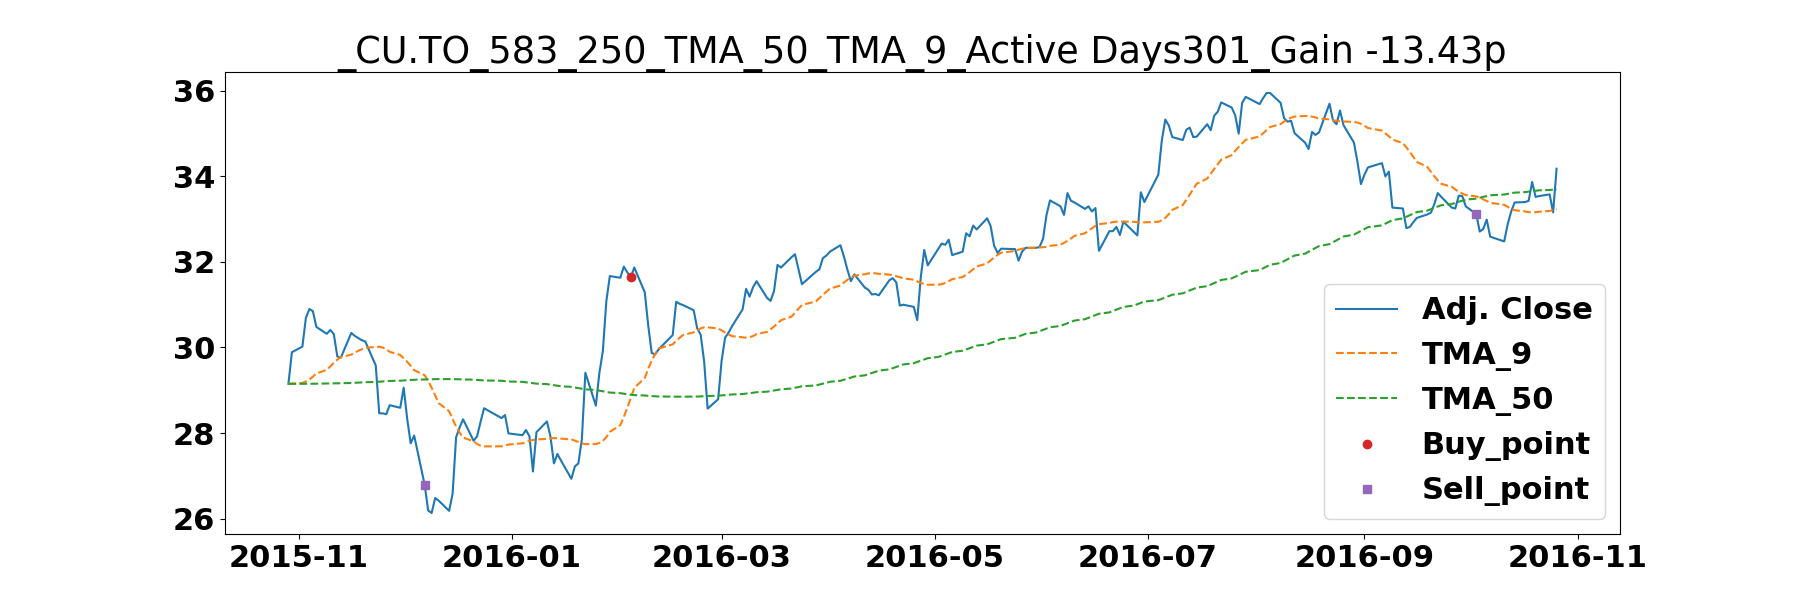 _CU.TO_583_250_TMA_50_TMA_9_Active Days301_Gain -13.43p
36
34
32
30
28
26
2015-11 2016-01 2016-03 2016-05 2016-07 2016-09 2016-11
Adj. Close
TMA_9
TMA_50
Buy_point
Sell_point